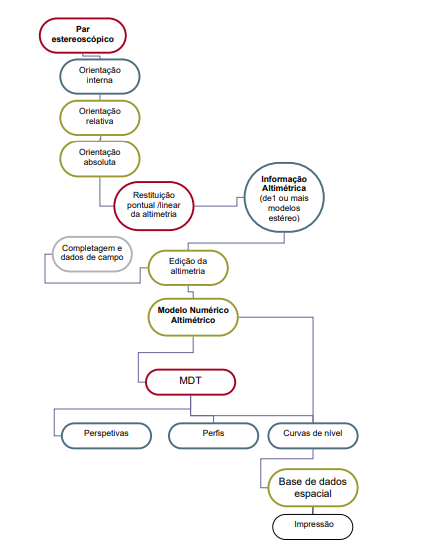 Par
estereoscópico
Orientação
interna
Orientação
relativa
Orientação
absoluta
Restituição
pontual /linear
da altimetria
Informação
Altimétrica
(de1 ou mais
modelos
estéreo)
Completagem e
dados de campo
Edição da
altimetria
Modelo Numérico
Altimétrico
MDT
Perspetivas
Perfis
Curvas de nível
Base de dados
espacial
Impressão